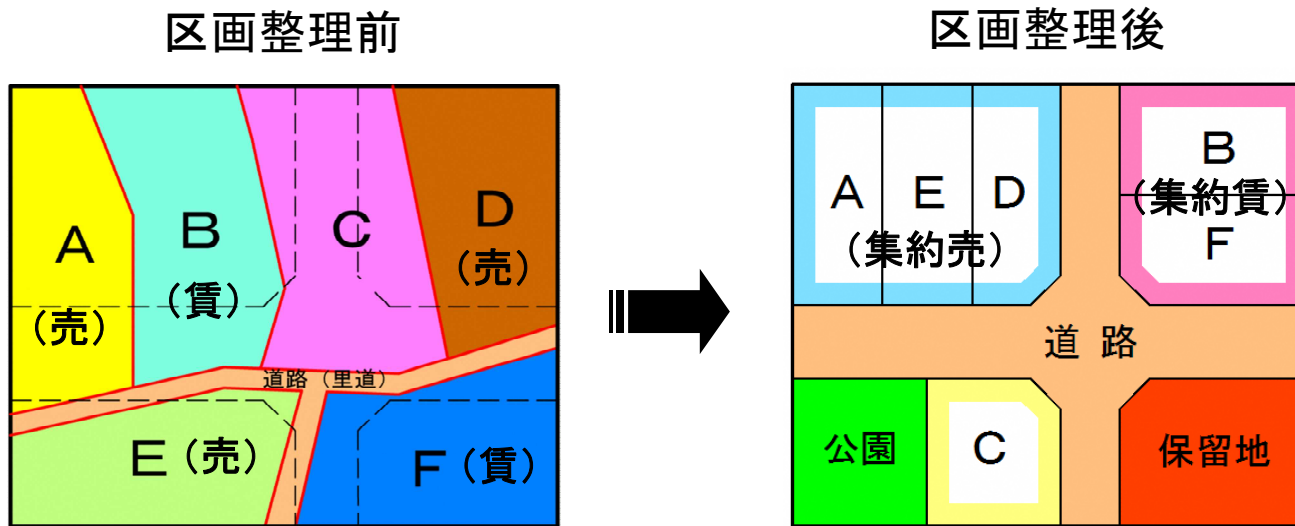 区画整理前
A
(売)
B
(賃)
C
D
(売)
道路(里道)
E(売)
F(賃)
区画整理後
A E D
(集約売)
B
(集約賃)
F
道路
公園
C
保留地